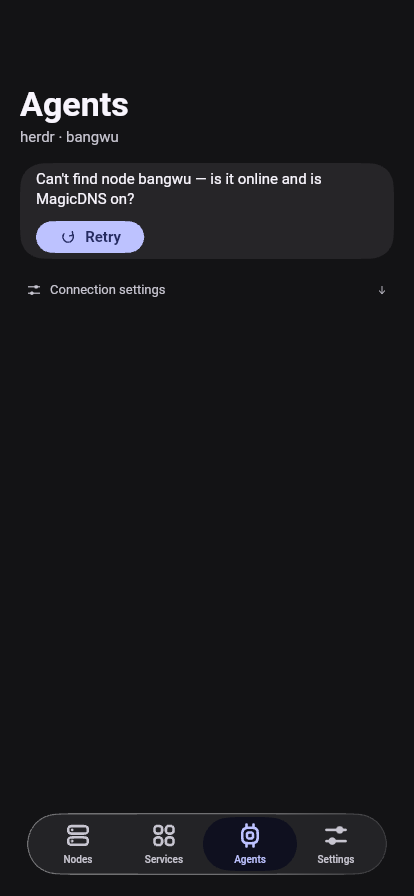 Agents
herdr · bangwu
Can't find node bangwu — is it online and is
MagicDNS on?
Retry
Connection settings
Nodes
Services
Agents
Settings